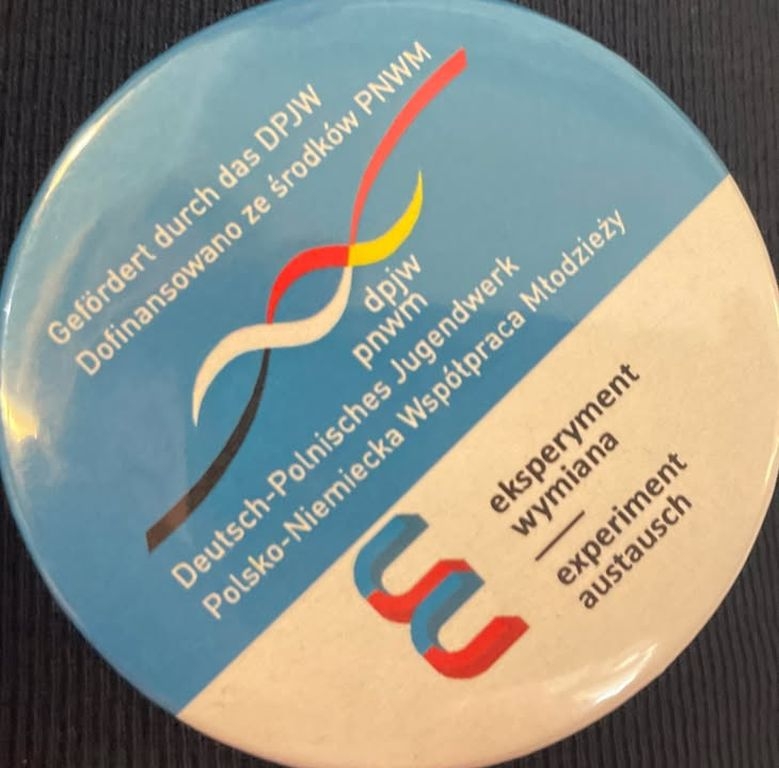 Gefördert durch das DPJW
Dofinansowano ze środków PNWM
dpjw
pnwm
Deutsch-Polnisches Jugendwerk
Polsko-Niemiecka Współpraca Młodzieży
eksperyment
wymiana
experiment
austausch